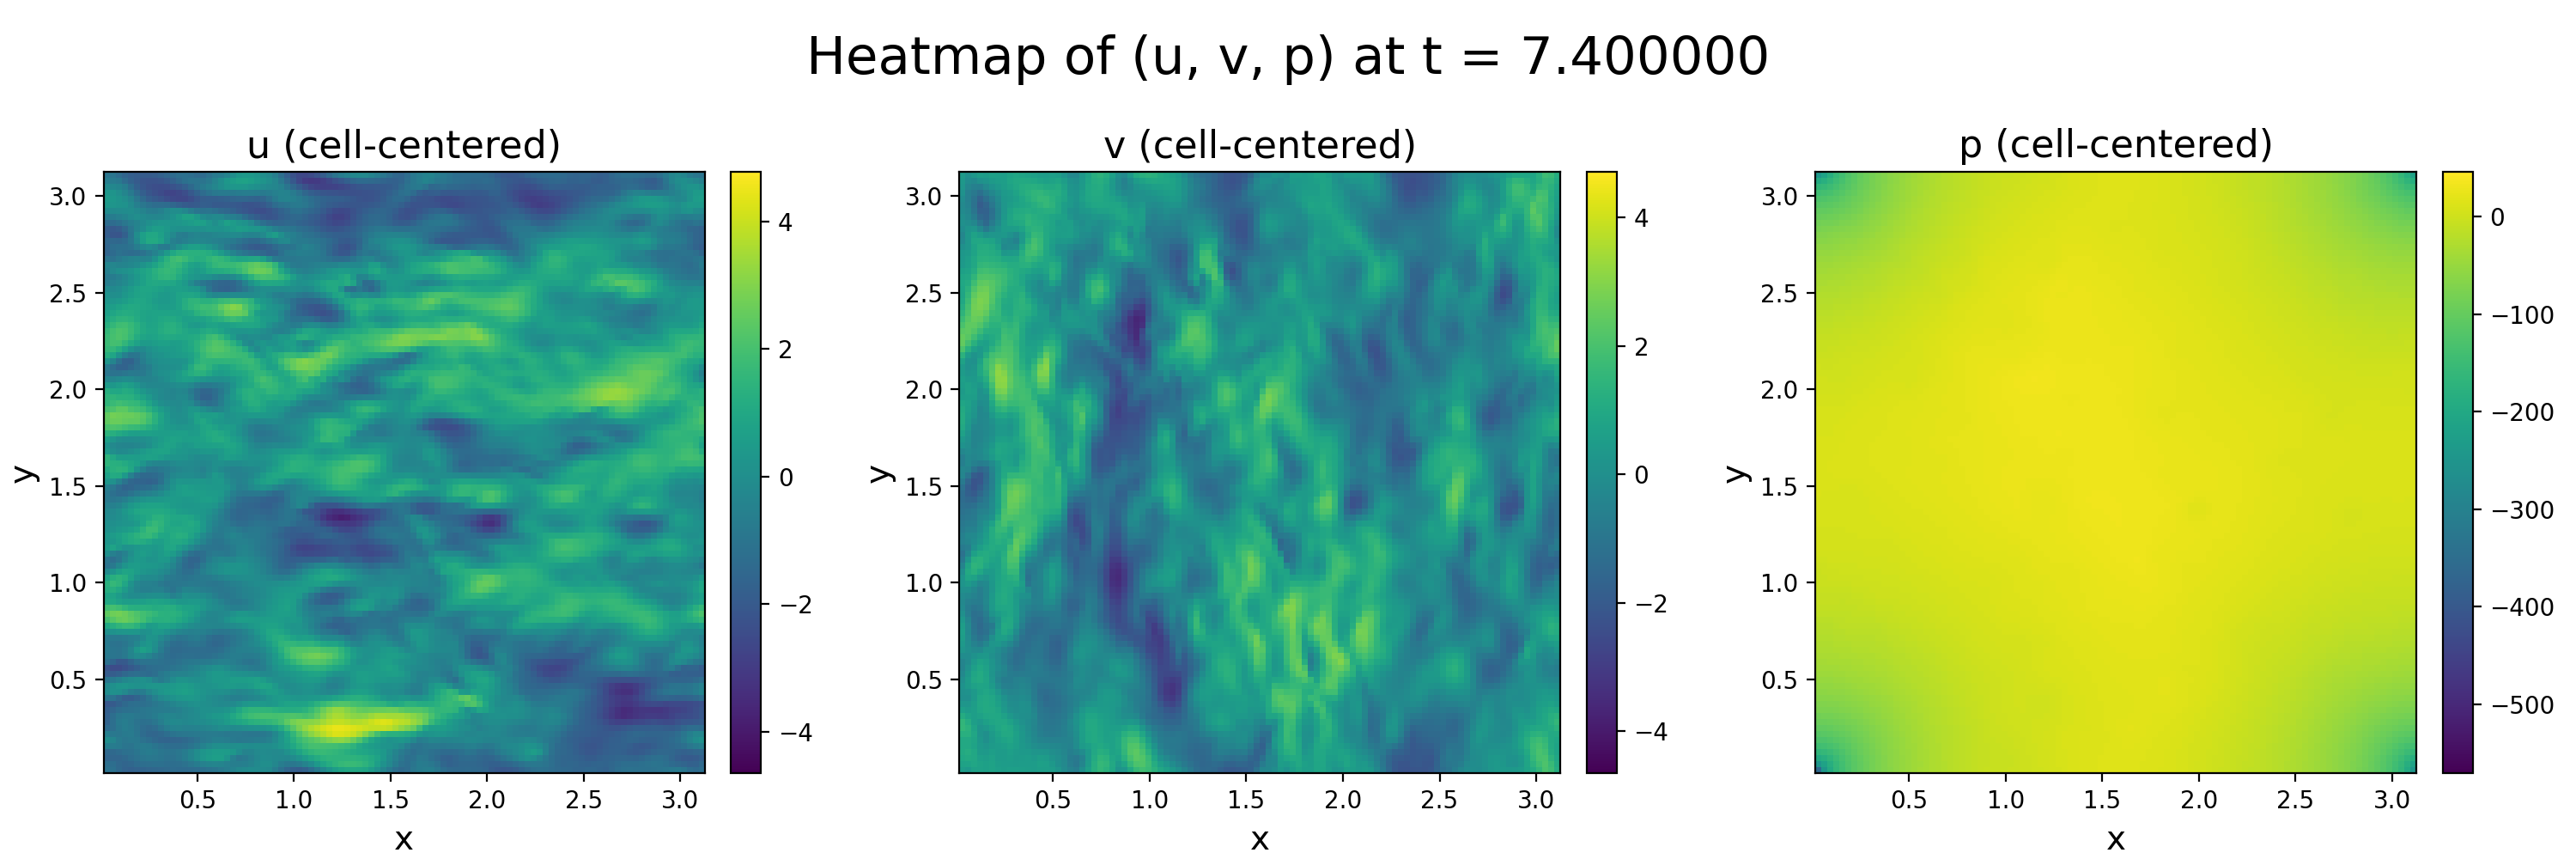 Heatmap of (u, v, p) at t = 7.400000
u (cell-centered)
3.0
2.5
2.0
1.5
1.0
0.5
y
0.5 1.0 1.5 2.0 2.5 3.0
x
4
2
0
−2
−4
v (cell-centered)
3.0
2.5
2.0
1.5
1.0
0.5
y
0.5 1.0 1.5 2.0 2.5 3.0
x
4
2
0
−2
−4
p (cell-centered)
3.0
2.5
2.0
1.5
1.0
0.5
y
0.5 1.0 1.5 2.0 2.5 3.0
x
0
−100
−200
−300
−400
−500